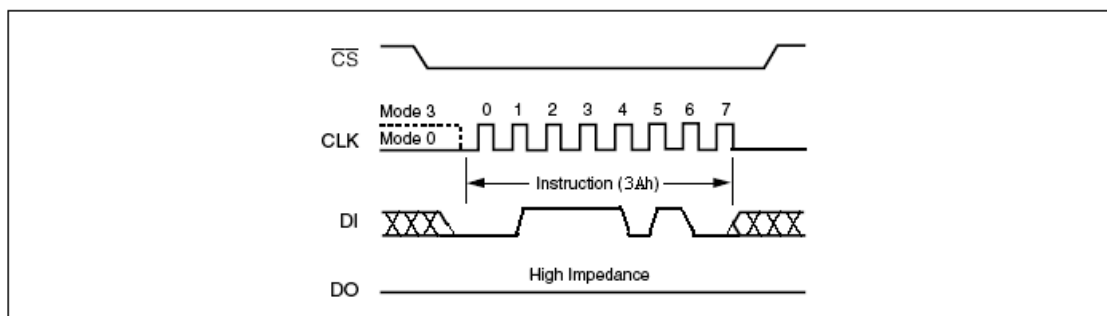 CS
Mode 3 0 1 2 3 4 5 6 7
CLK Mode 0
Instruction (3Ah)
DI
DO High Impedance